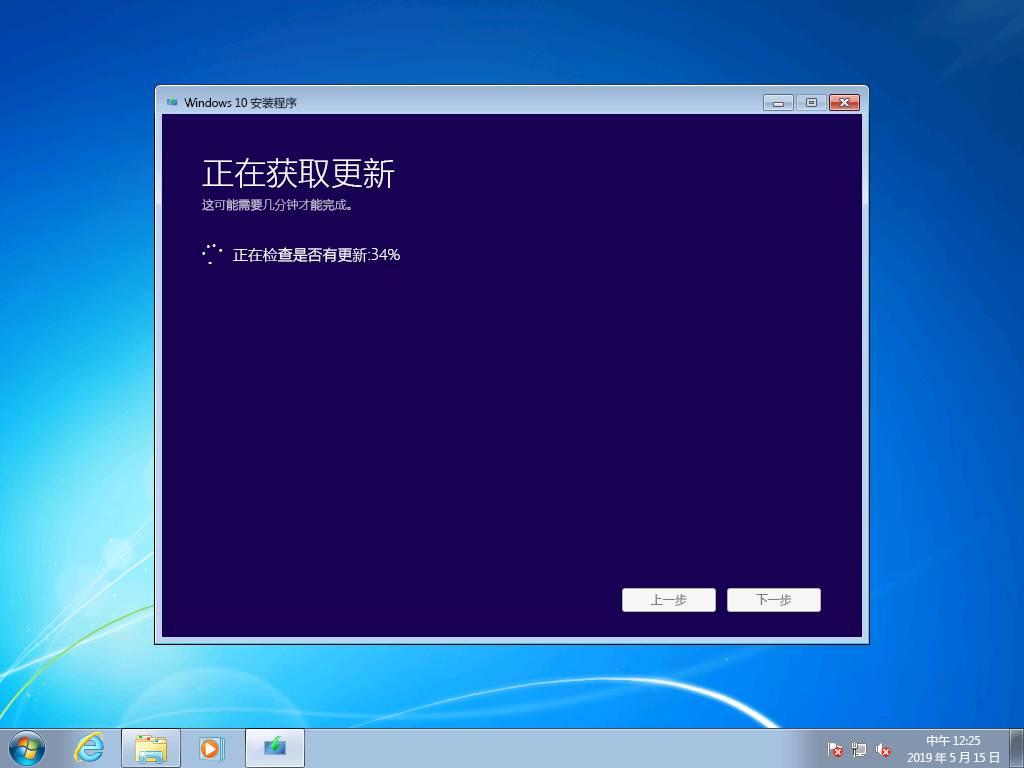 Windows 10 安装程序
正在获取更新
这可能需要几分钟才能完成。
正在检查是否有更新:34%
上一步
下一步
中午 12:25
2019 年 5 月 15 日